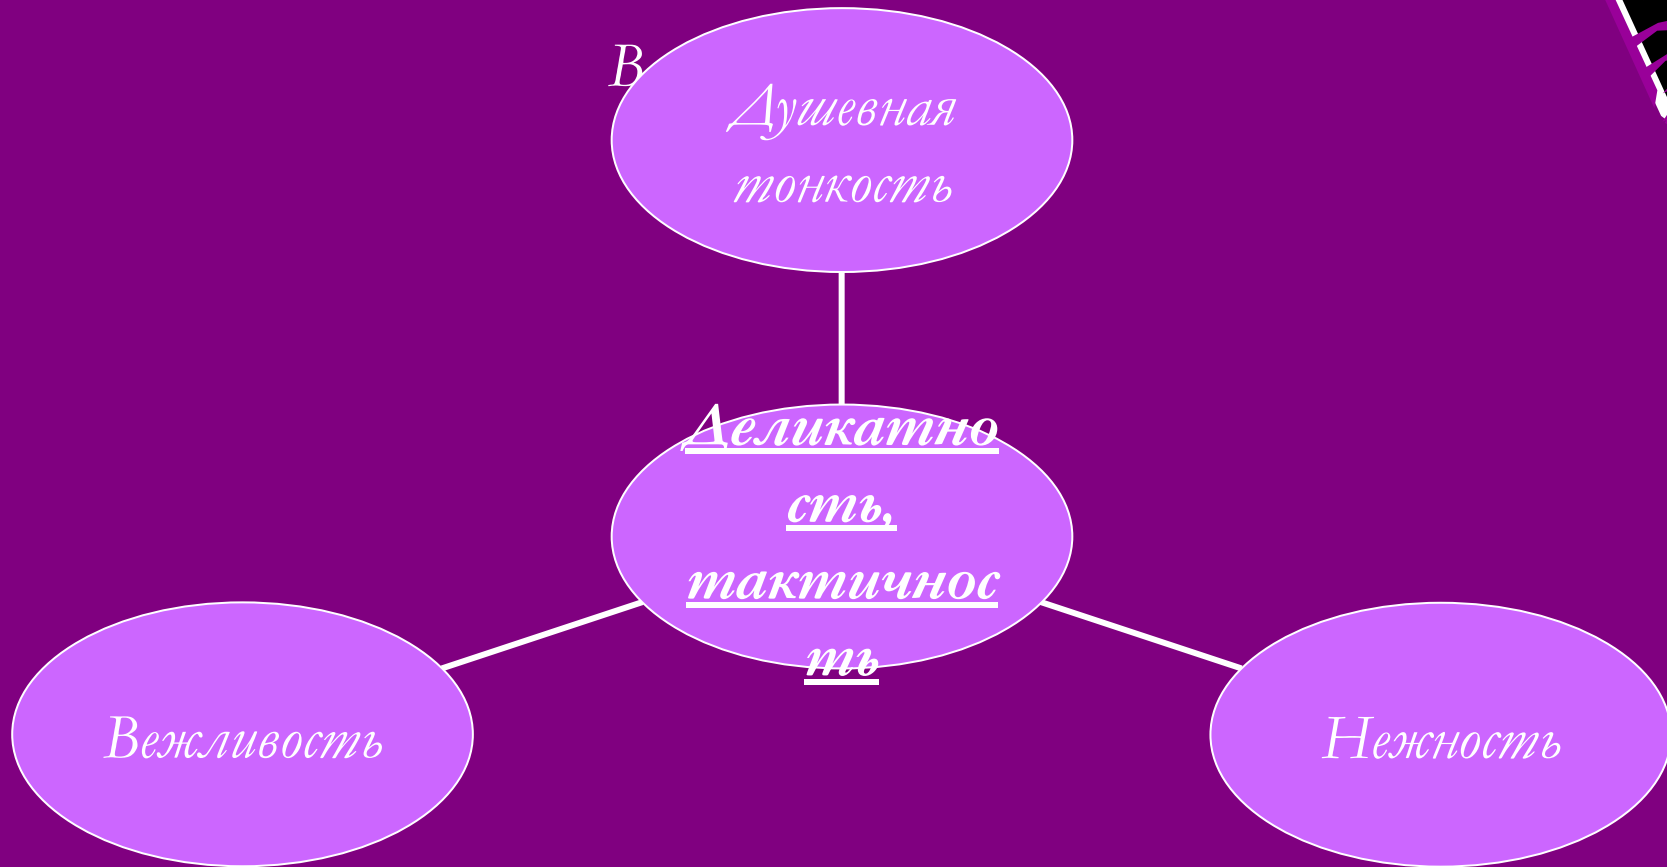 В
Душевная
тонкость
Деликатно
сть,
тактичнос
ть
Вежливость
Нежность